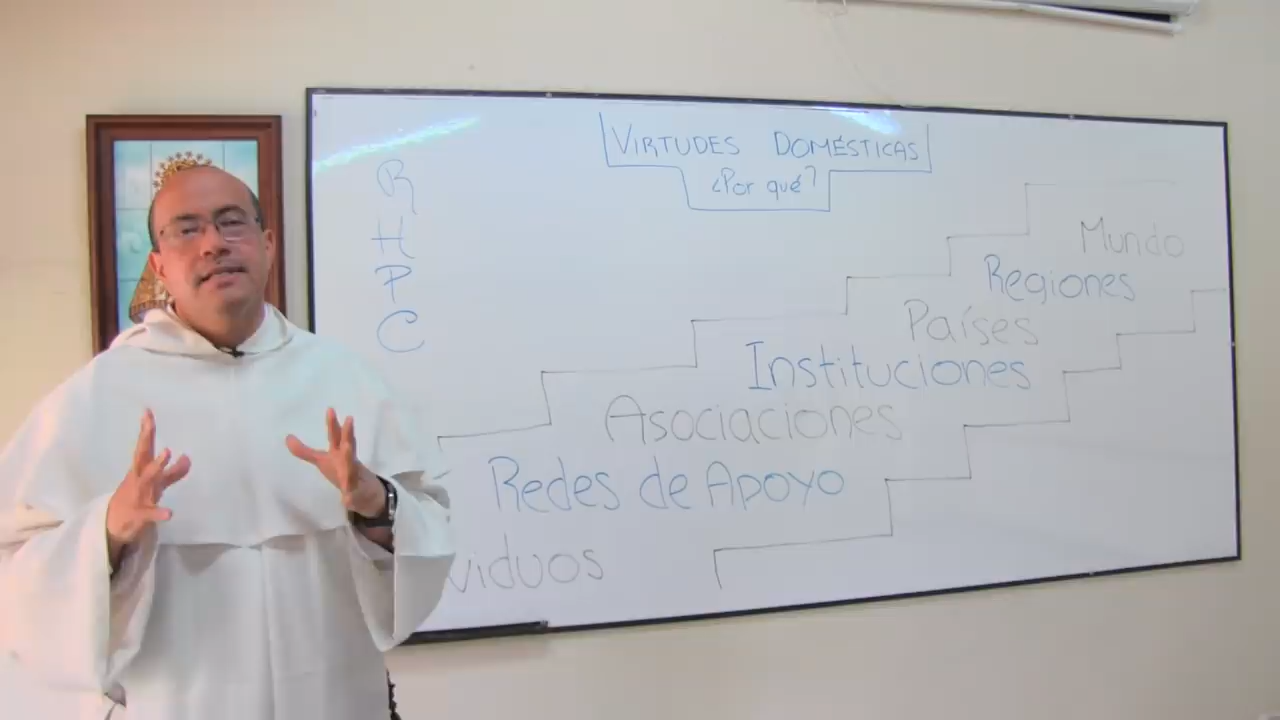 VIRTUDES DOMÉSTICAS
¿Por qué?
R
H
P
C
Mundo
Regiones
Países
Instituciones
Asociaciones
Redes de Apoyo
viduos